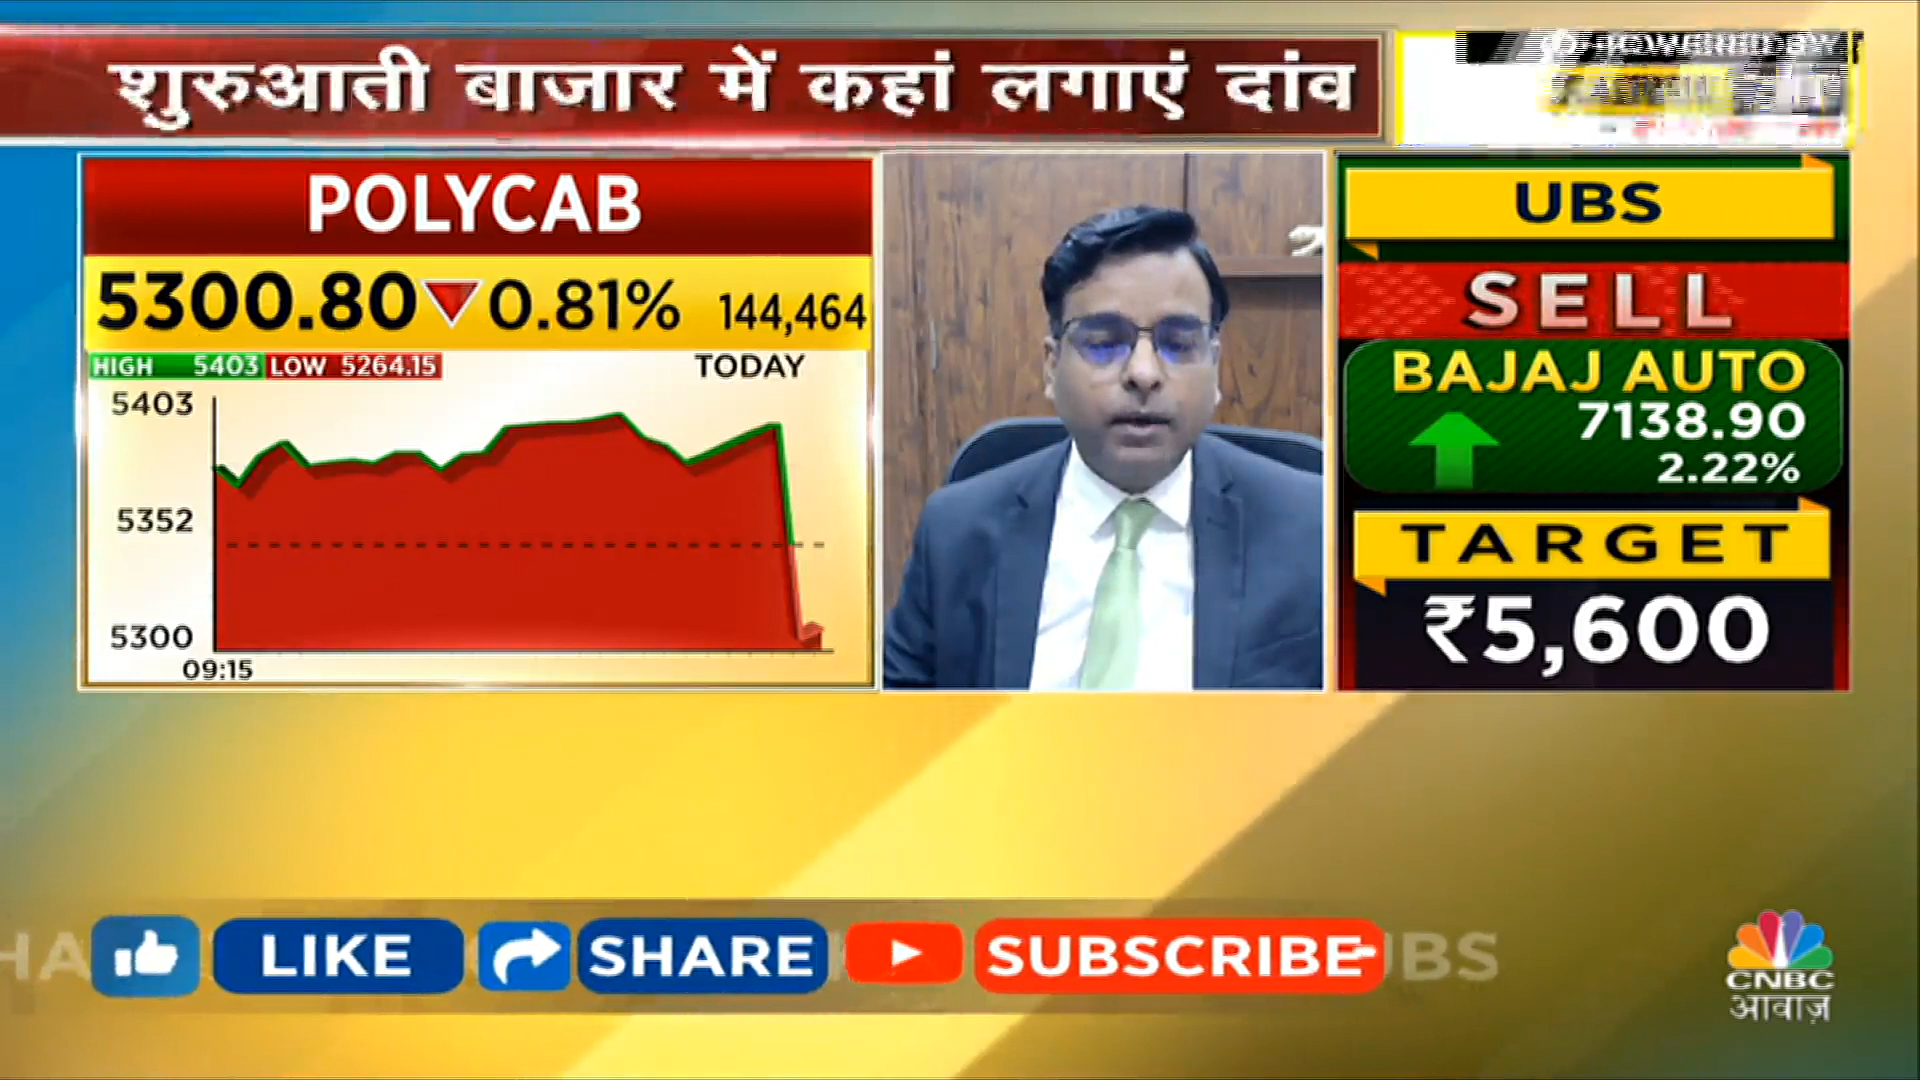 शुरुआती बाजार में कहां लगाएं दांव
POLYCAB
5300.80 0.81% 144,464
HIGH 5403 LOW 5264.15 TODAY
5403
5352
5300
09:15
UBS
SELL
BAJAJ AUTO
7138.90
2.22%
TARGET
₹5,600
LIKE SHARE SUBSCRIBE
CNBC
आवाज़